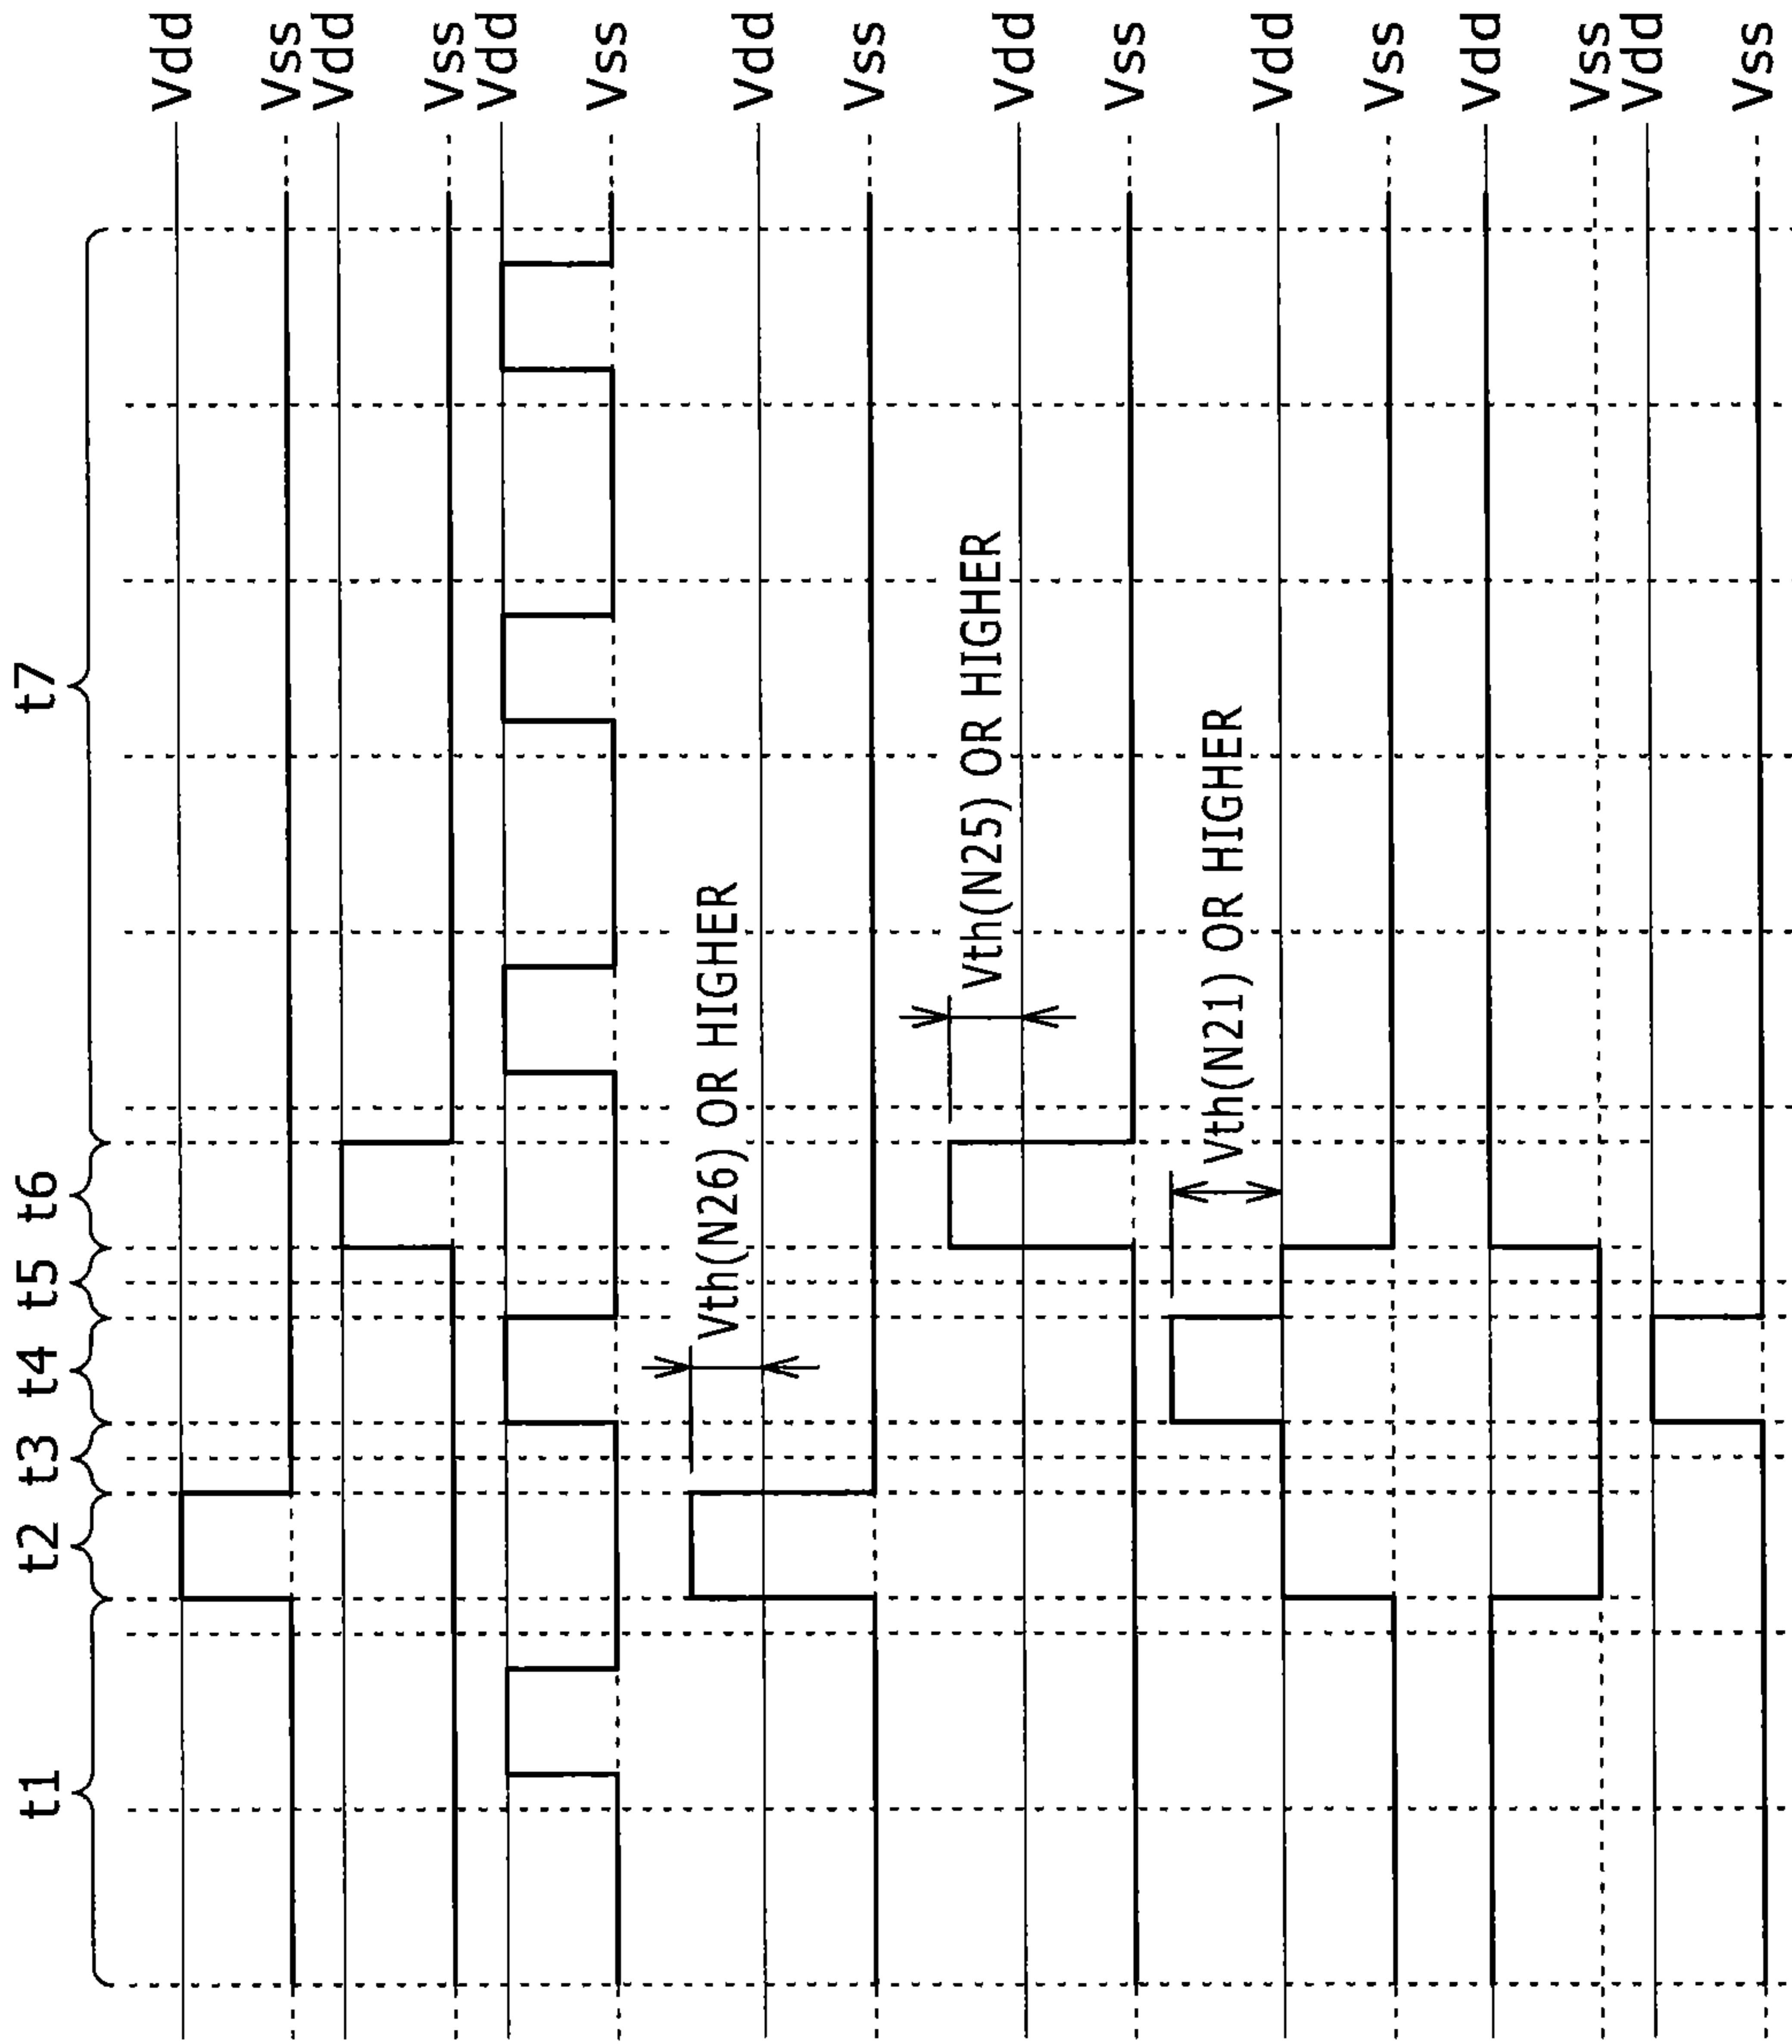 t1 t2 t3 t4 t5 t6 t7
Vdd
Vss
Vdd
Vss
Vdd
Vss
Vth(N26) OR HIGHER
Vdd
Vss
Vth(N25) OR HIGHER
Vdd
Vss
Vth(N21) OR HIGHER
Vdd
Vss
Vdd
Vss
Vdd
Vss